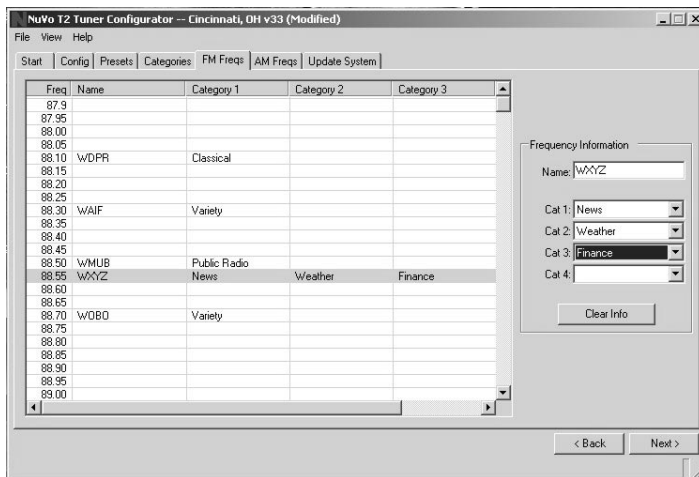 NuVo T2 Tuner Configurator -- Cincinnati, OH v33 (Modified)
File View Help
Start Config Presets Categories FM Freqs AM Freqs Update System
Freq Name Category 1 Category 2 Category 3
87.9
87.95
88.00
88.05
88.10 WDPR Classical
88.15
88.20
88.25
88.30 WAIF Variety
88.35
88.40
88.45
88.50 WMUB Public Radio
88.55 WXYZ News Weather Finance
88.60
88.65
88.70 WOBO Variety
88.75
88.80
88.85
88.90
88.95
89.00
Frequency Information
Name: WXYZ
Cat 1: News
Cat 2: Weather
Cat 3: Finance
Cat 4:
Clear Info
< Back Next >